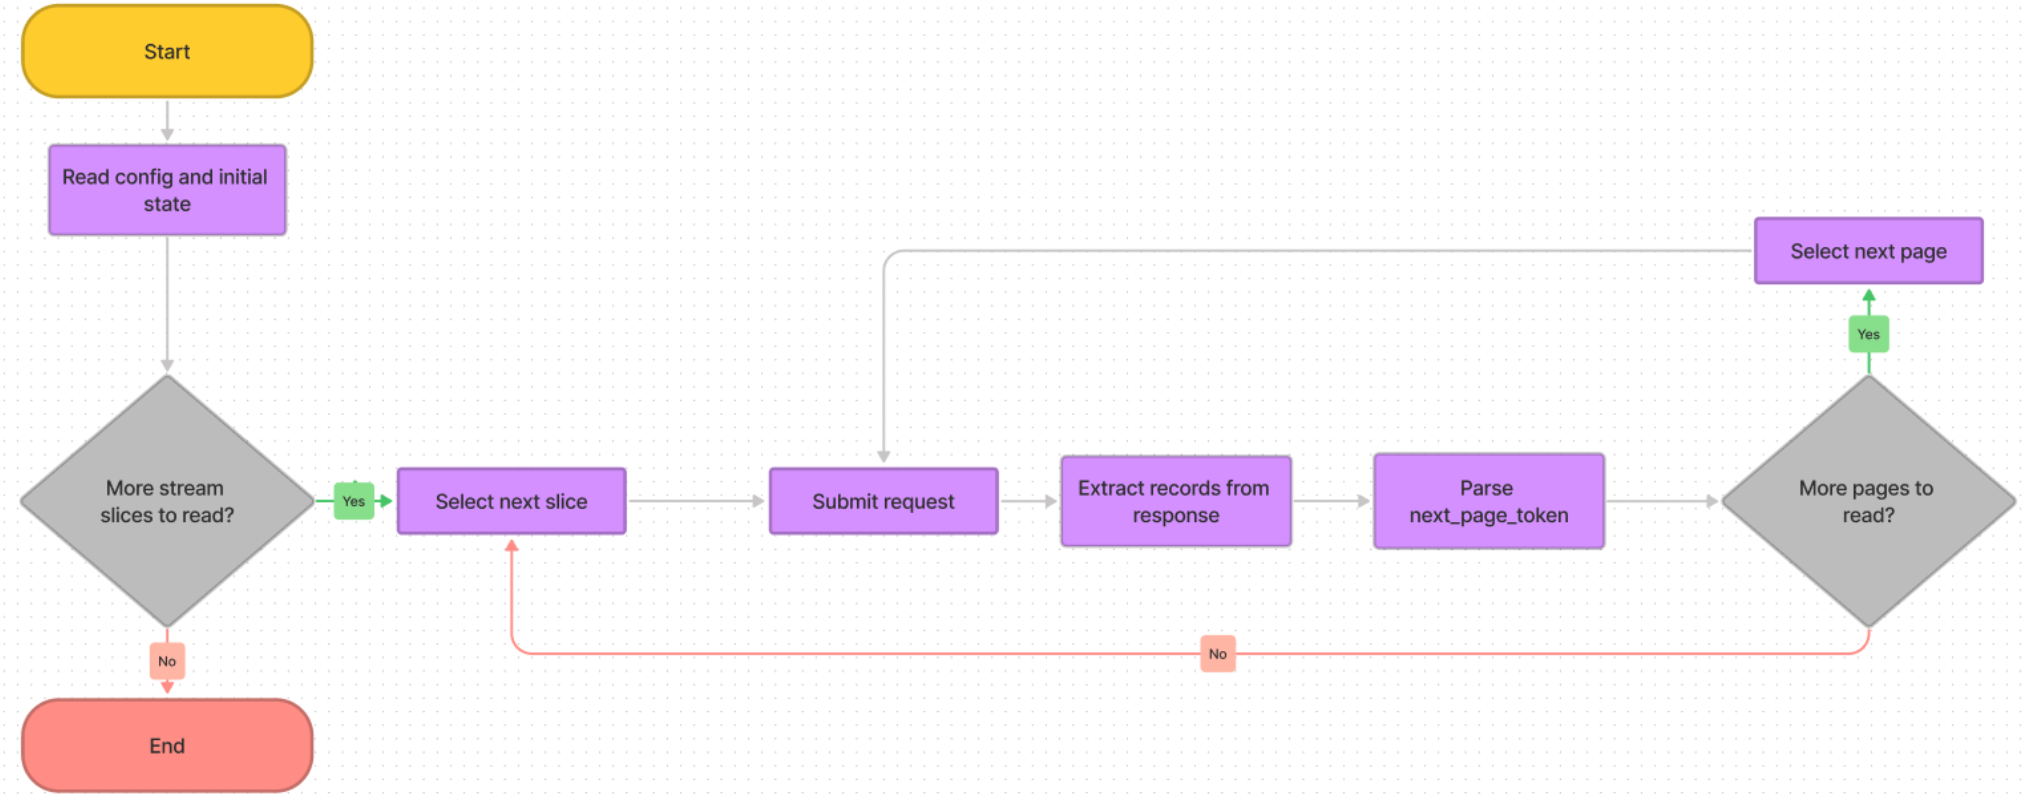 Start
Read config and initial
state
More stream
slices to read?
Yes
No
End
Select next slice
Submit request
Extract records from
response
Parse
next_page_token
More pages to
read?
Yes
Select next page
No